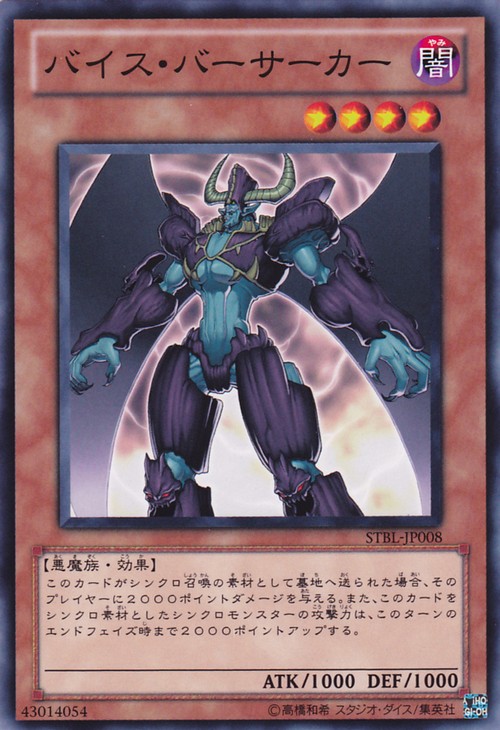 バイス・バーサーカー
闇
STBL-JP008
【悪魔族・効果】
このカードがシンクロ召喚の素材として墓地へ送られた場合、その
プレイヤーに2000ポイントダメージを与える。また、このカードを
シンクロ素材としたシンクロモンスターの攻撃力は、このターンの
エンドフェイズ時まで2000ポイントアップする。
ATK/1000 DEF/1000
43014054 ©高橋和希 スタジオ・ダイス/集英社